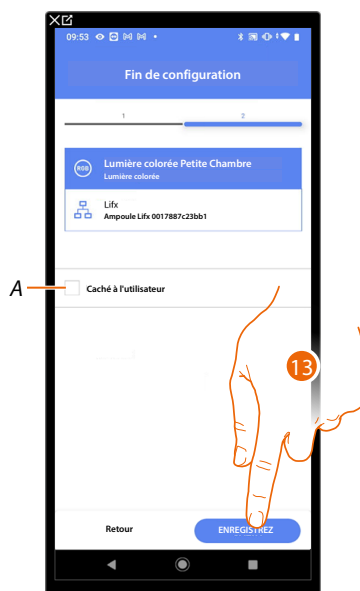 09:53
Fin de configuration
1 2
RGB
Lumière colorée Petite Chambre
Lumière colorée
Lifx
Ampoule Lifx 0017887c23bb1
A
Caché à l'utilisateur
13
Retour
ENREGISTREZ